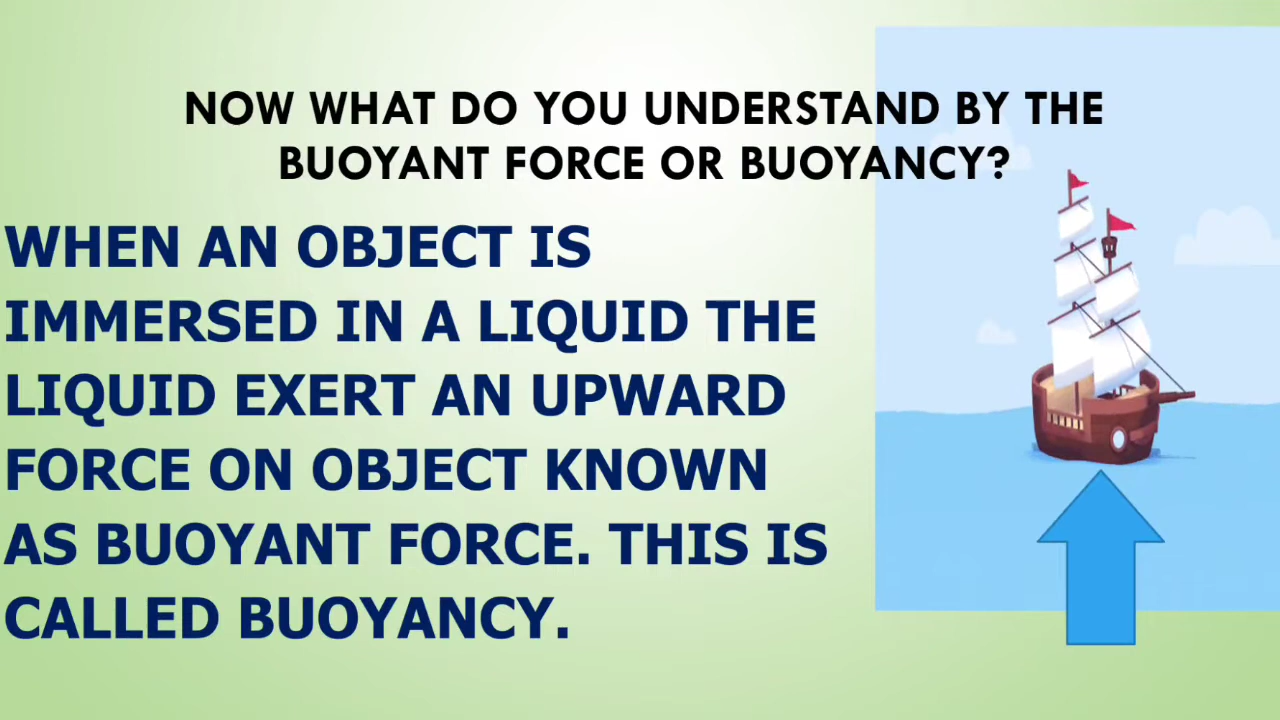 NOW WHAT DO YOU UNDERSTAND BY THE
BUOYANT FORCE OR BUOYANCY?
WHEN AN OBJECT IS
IMMERSED IN A LIQUID THE
LIQUID EXERT AN UPWARD
FORCE ON OBJECT KNOWN
AS BUOYANT FORCE. THIS IS
CALLED BUOYANCY.